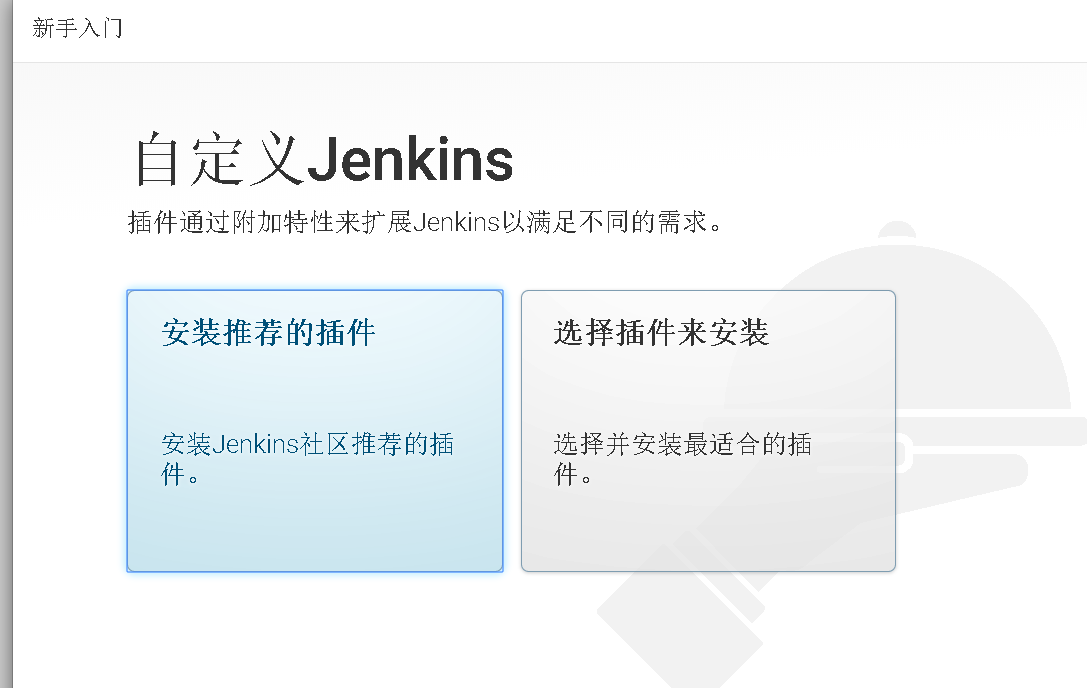 新手入门
自定义Jenkins
插件通过附加特性来扩展Jenkins以满足不同的需求。
安装推荐的插件
安装Jenkins社区推荐的插
件。
选择插件来安装
选择并安装最适合的插
件。